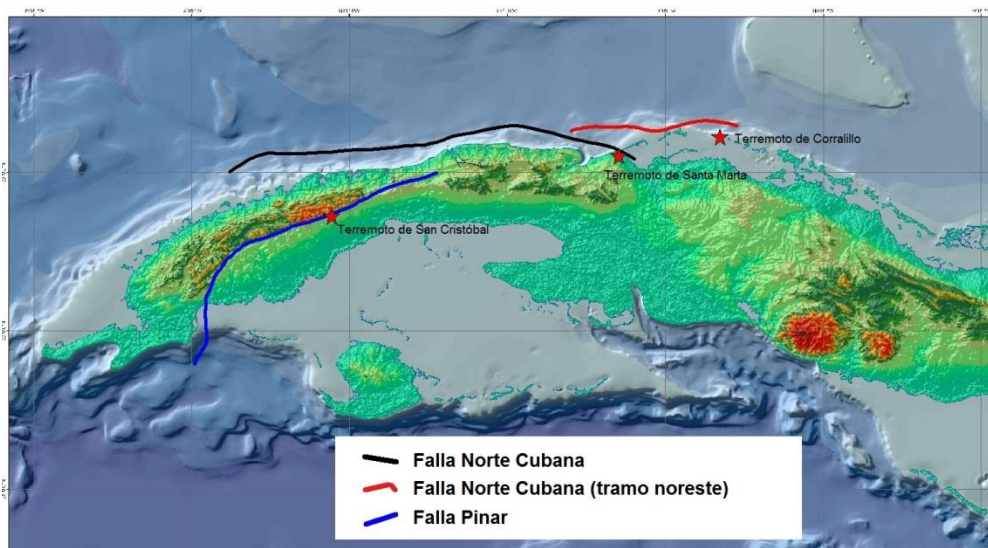 Terremoto de Corralillo
Terremoto de Santa Marta
Terremoto de San Cristóbal
Falla Norte Cubana
Falla Norte Cubana (tramo noreste)
Falla Pinar